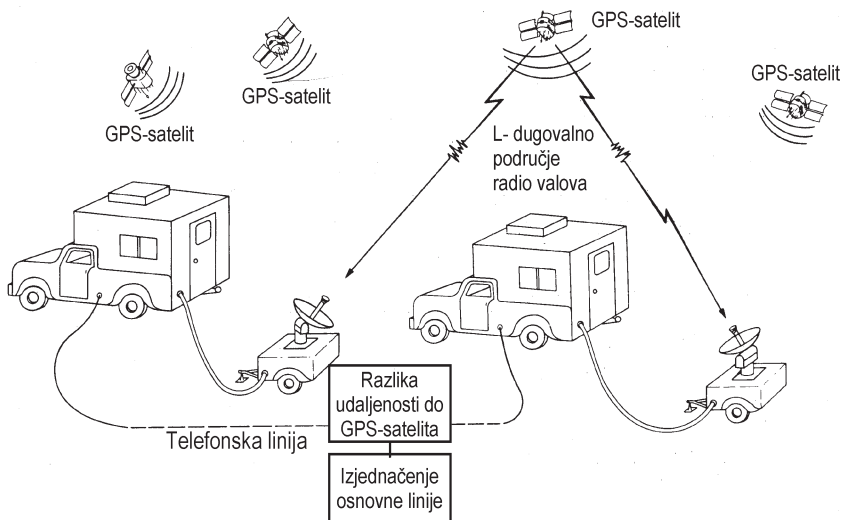 GPS-satelit
GPS-satelit
GPS-satelit
GPS-satelit
L- dugovalno
područje
radio valova
Razlika
udaljenosti do
GPS-satelita
Telefonska linija
Izjednačenje
osnovne linije